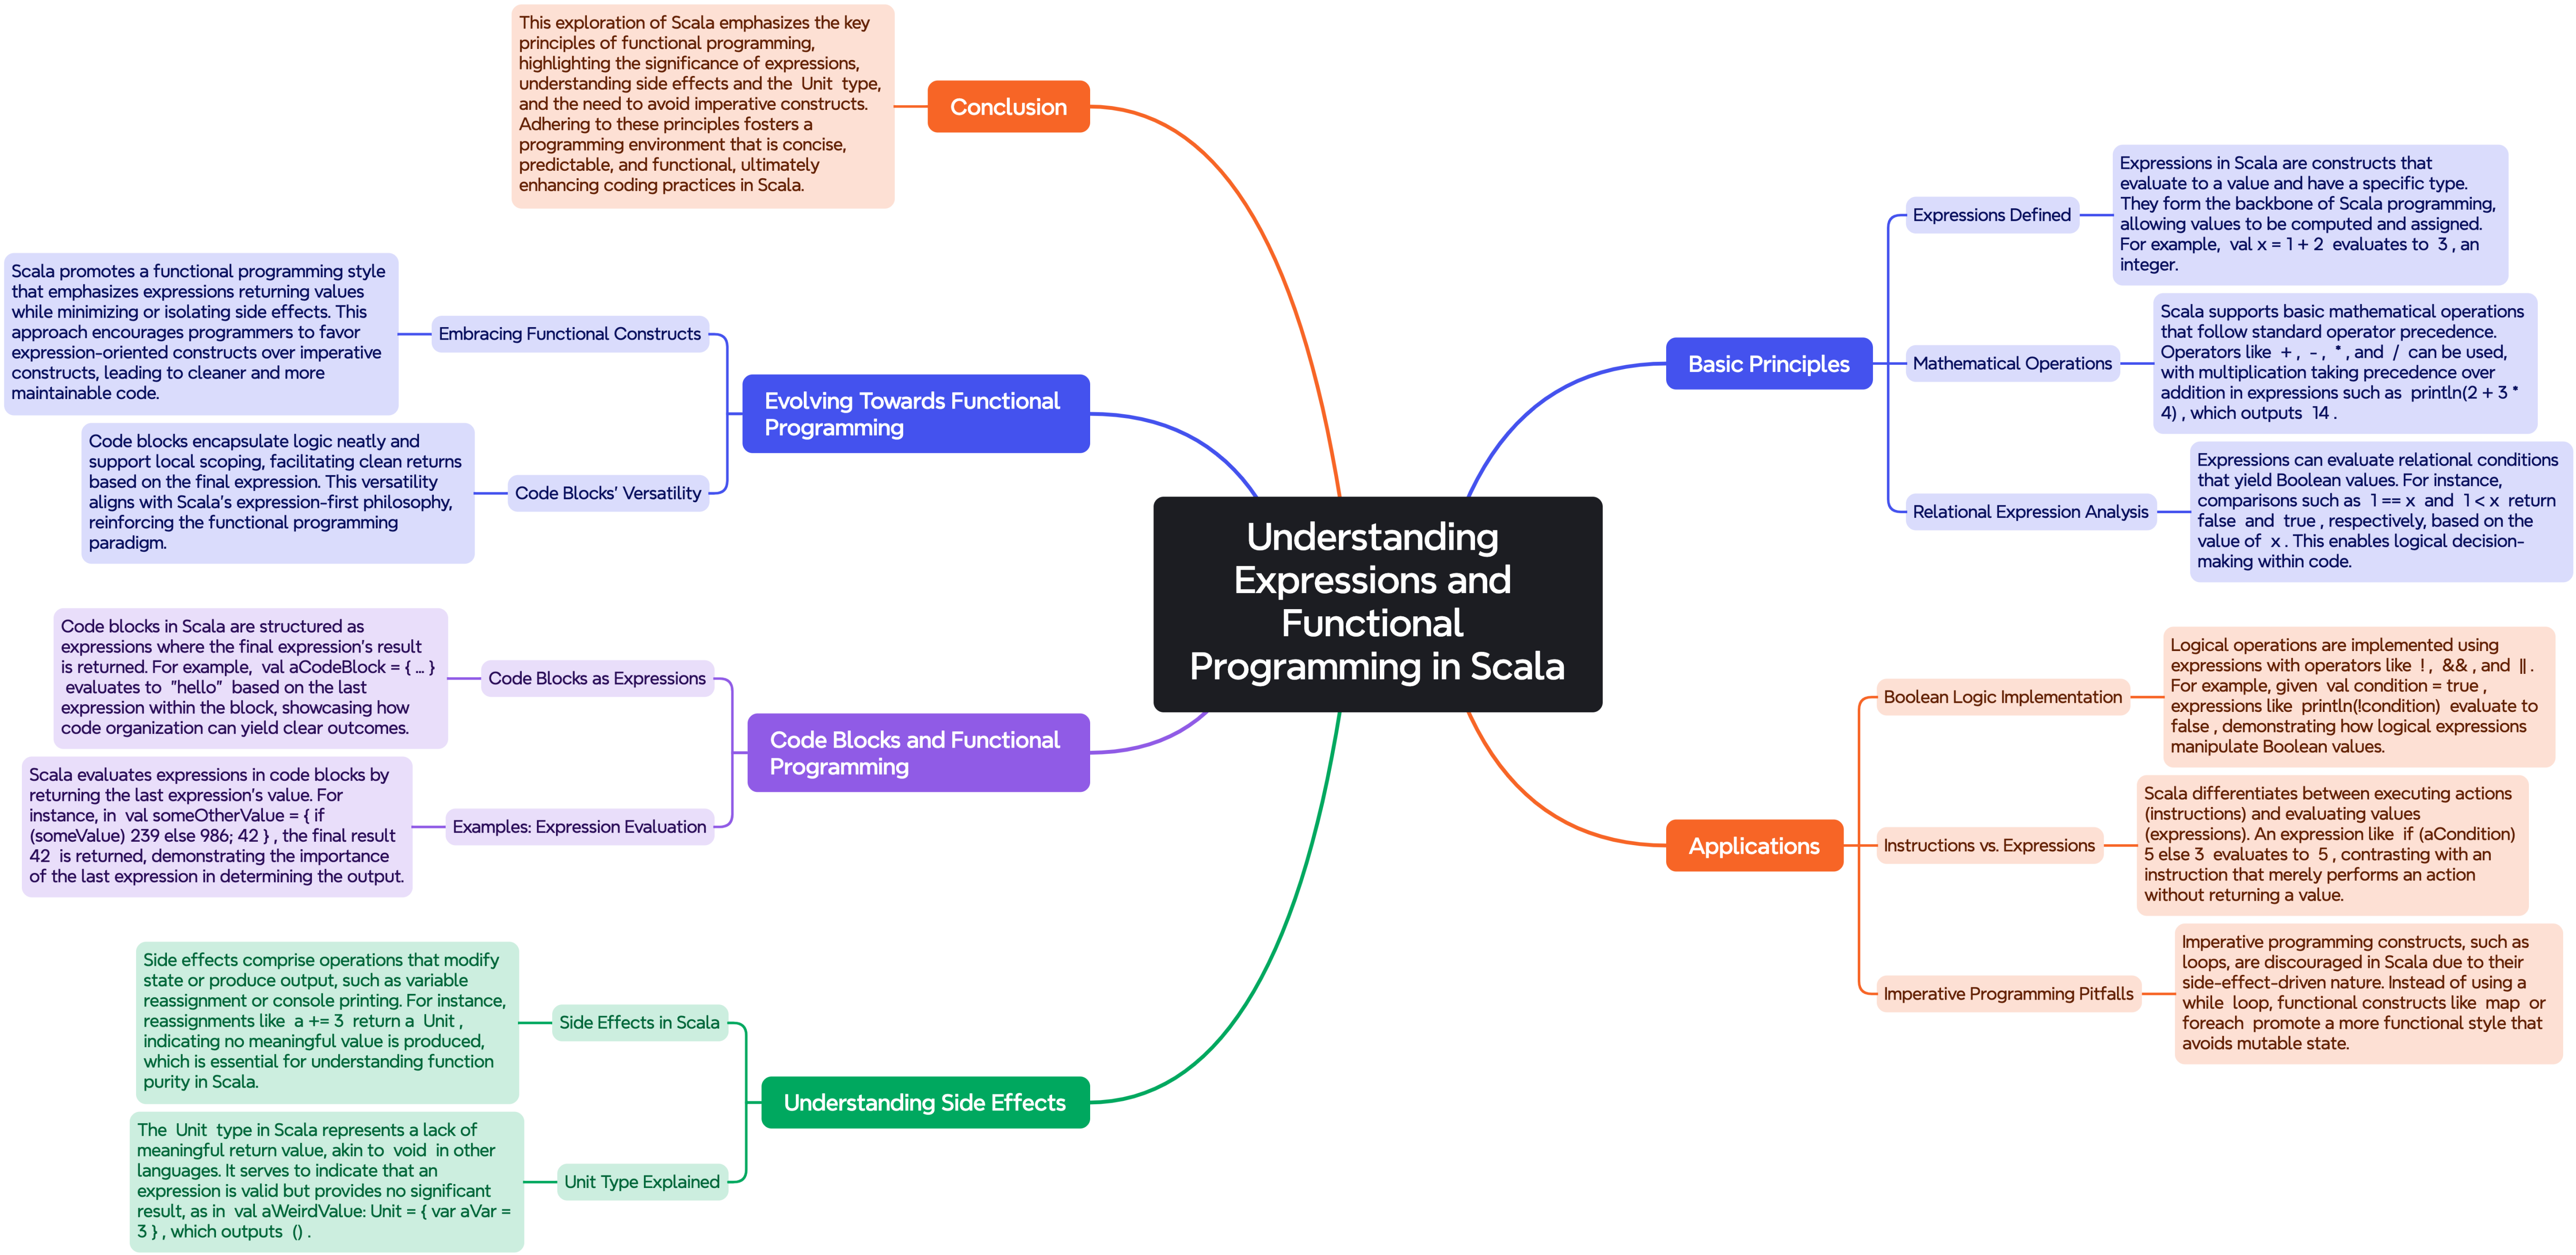 Understanding
Expressions and
Functional
Programming in Scala
Basic Principles
Expressions Defined
Expressions in Scala are constructs that
evaluate to a value and have a specific type.
They form the backbone of Scala programming,
allowing values to be computed and assigned.
For example,  val x = 1 + 2  evaluates to  3 , an
integer.
Mathematical Operations
Scala supports basic mathematical operations
that follow standard operator precedence.
Operators like  + ,  - ,  * , and  /  can be used,
with multiplication taking precedence over
addition in expressions such as  println(2 + 3 *
4) , which outputs  14 .
Relational Expression Analysis
Expressions can evaluate relational conditions
that yield Boolean values. For instance,
comparisons such as  1 == x  and  1 < x  return
false  and  true , respectively, based on the
value of  x . This enables logical decision-
making within code.
Applications
Boolean Logic Implementation
Logical operations are implemented using
expressions with operators like  ! ,  && , and  || .
For example, given  val condition = true ,
expressions like  println(!condition)  evaluate to
false , demonstrating how logical expressions
manipulate Boolean values.
Instructions vs. Expressions
Scala differentiates between executing actions
(instructions) and evaluating values
(expressions). An expression like  if (aCondition)
5 else 3  evaluates to  5 , contrasting with an
instruction that merely performs an action
without returning a value.
Imperative Programming Pitfalls
Imperative programming constructs, such as
loops, are discouraged in Scala due to their
side-effect-driven nature. Instead of using a
while  loop, functional constructs like  map  or
foreach  promote a more functional style that
avoids mutable state.
Understanding Side Effects
Side Effects in Scala
Side effects comprise operations that modify
state or produce output, such as variable
reassignment or console printing. For instance,
reassignments like  a += 3  return a  Unit ,
indicating no meaningful value is produced,
which is essential for understanding function
purity in Scala.
Unit Type Explained
The  Unit  type in Scala represents a lack of
meaningful return value, akin to  void  in other
languages. It serves to indicate that an
expression is valid but provides no significant
result, as in  val aWeirdValue: Unit = { var aVar =
3 } , which outputs  () .
Code Blocks and Functional
Programming
Code Blocks as Expressions
Code blocks in Scala are structured as
expressions where the final expression's result
is returned. For example,  val aCodeBlock = { ... }
evaluates to  "hello"  based on the last
expression within the block, showcasing how
code organization can yield clear outcomes.
Examples: Expression Evaluation
Scala evaluates expressions in code blocks by
returning the last expression's value. For
instance, in  val someOtherValue = { if
(someValue) 239 else 986; 42 } , the final result
42  is returned, demonstrating the importance
of the last expression in determining the output.
Evolving Towards Functional
Programming
Embracing Functional Constructs
Scala promotes a functional programming style
that emphasizes expressions returning values
while minimizing or isolating side effects. This
approach encourages programmers to favor
expression-oriented constructs over imperative
constructs, leading to cleaner and more
maintainable code.
Code Blocks' Versatility
Code blocks encapsulate logic neatly and
support local scoping, facilitating clean returns
based on the final expression. This versatility
aligns with Scala's expression-first philosophy,
reinforcing the functional programming
paradigm.
Conclusion
This exploration of Scala emphasizes the key
principles of functional programming,
highlighting the significance of expressions,
understanding side effects and the  Unit  type,
and the need to avoid imperative constructs.
Adhering to these principles fosters a
programming environment that is concise,
predictable, and functional, ultimately
enhancing coding practices in Scala.